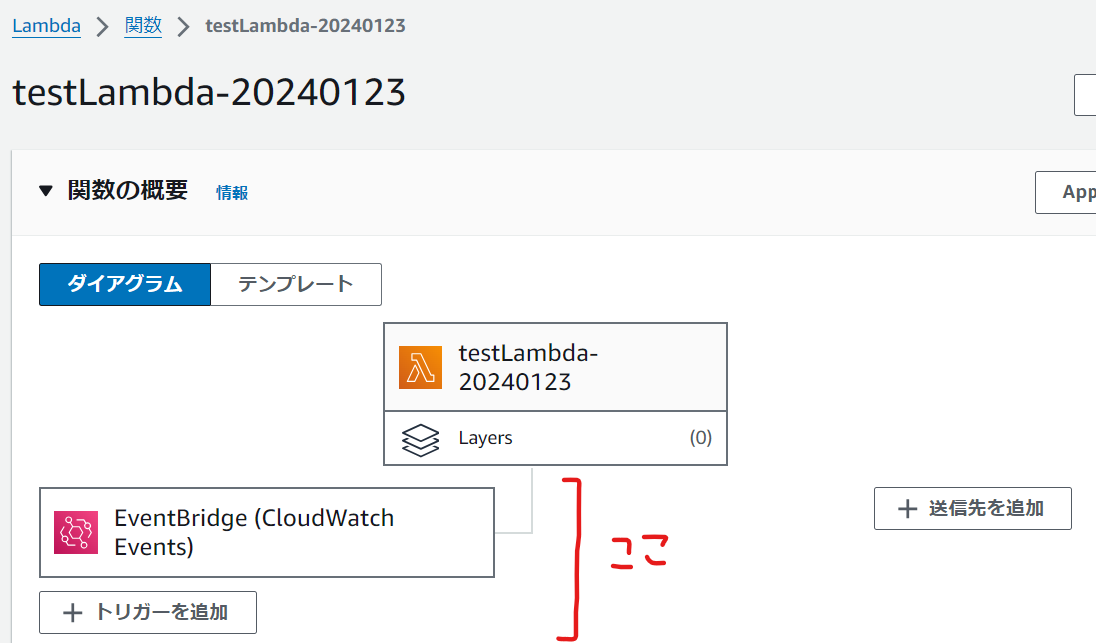 Lambda > 関数 > testLambda-20240123
testLambda-20240123
関数の概要 情報
App
ダイアグラム テンプレート
testLambda-
20240123
Layers (0)
EventBridge (CloudWatch
Events)
送信先を追加
ここ
トリガーを追加